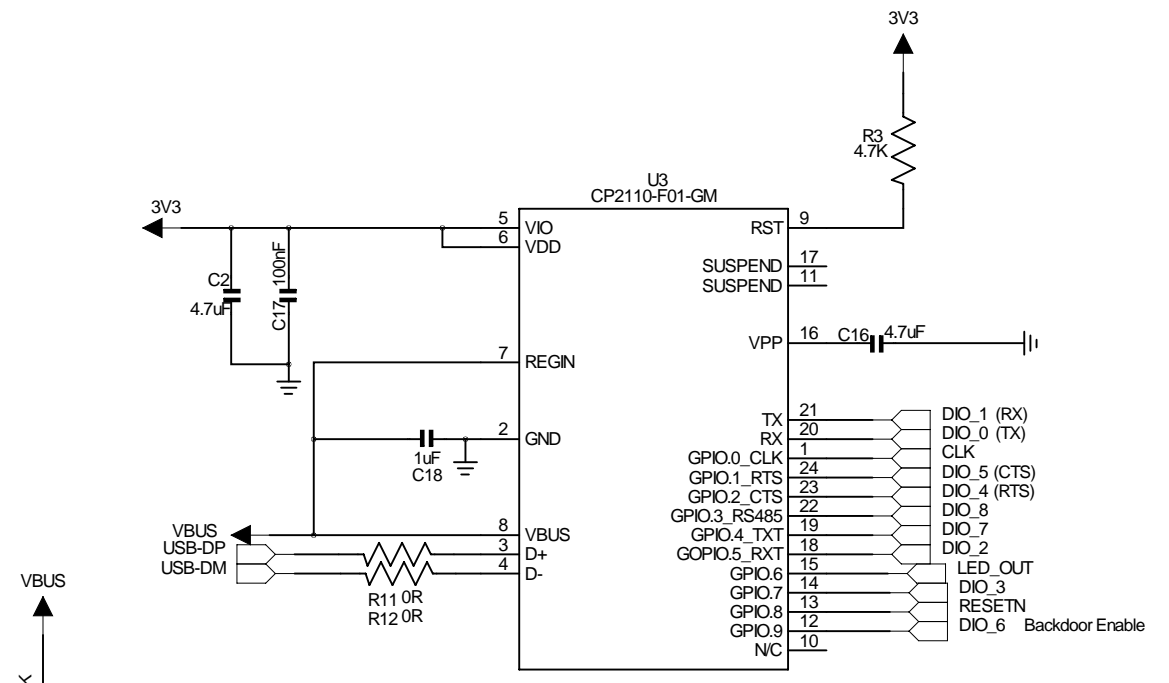 3V3
R3
4.7K
U3
CP2110-F01-GM
3V3
5 VIO
6 VDD
RST 9
C2
4.7uF
C17 100nF
SUSPEND 17
SUSPEND 11
VPP 16
C16 4.7uF
7 REGIN
2 GND
1uF
C18
TX 21 DIO_1 (RX)
RX 20 DIO_0 (TX)
GPIO.0_CLK 1 CLK
GPIO.1_RTS 24 DIO_5 (CTS)
GPIO.2_CTS 23 DIO_4 (RTS)
GPIO.3_RS485 22 DIO_8
GPIO.4_TXT 19 DIO_7
GOPIO.5_RXT 18 DIO_2
GPIO.6 15 LED_OUT
GPIO.7 14 DIO_3
GPIO.8 13 RESETN
GPIO.9 12 DIO_6 Backdoor Enable
N/C 10
VBUS 8 VBUS
USB-DP 3 D+
USB-DM 4 D-
R11 0R
R12 0R
VBUS